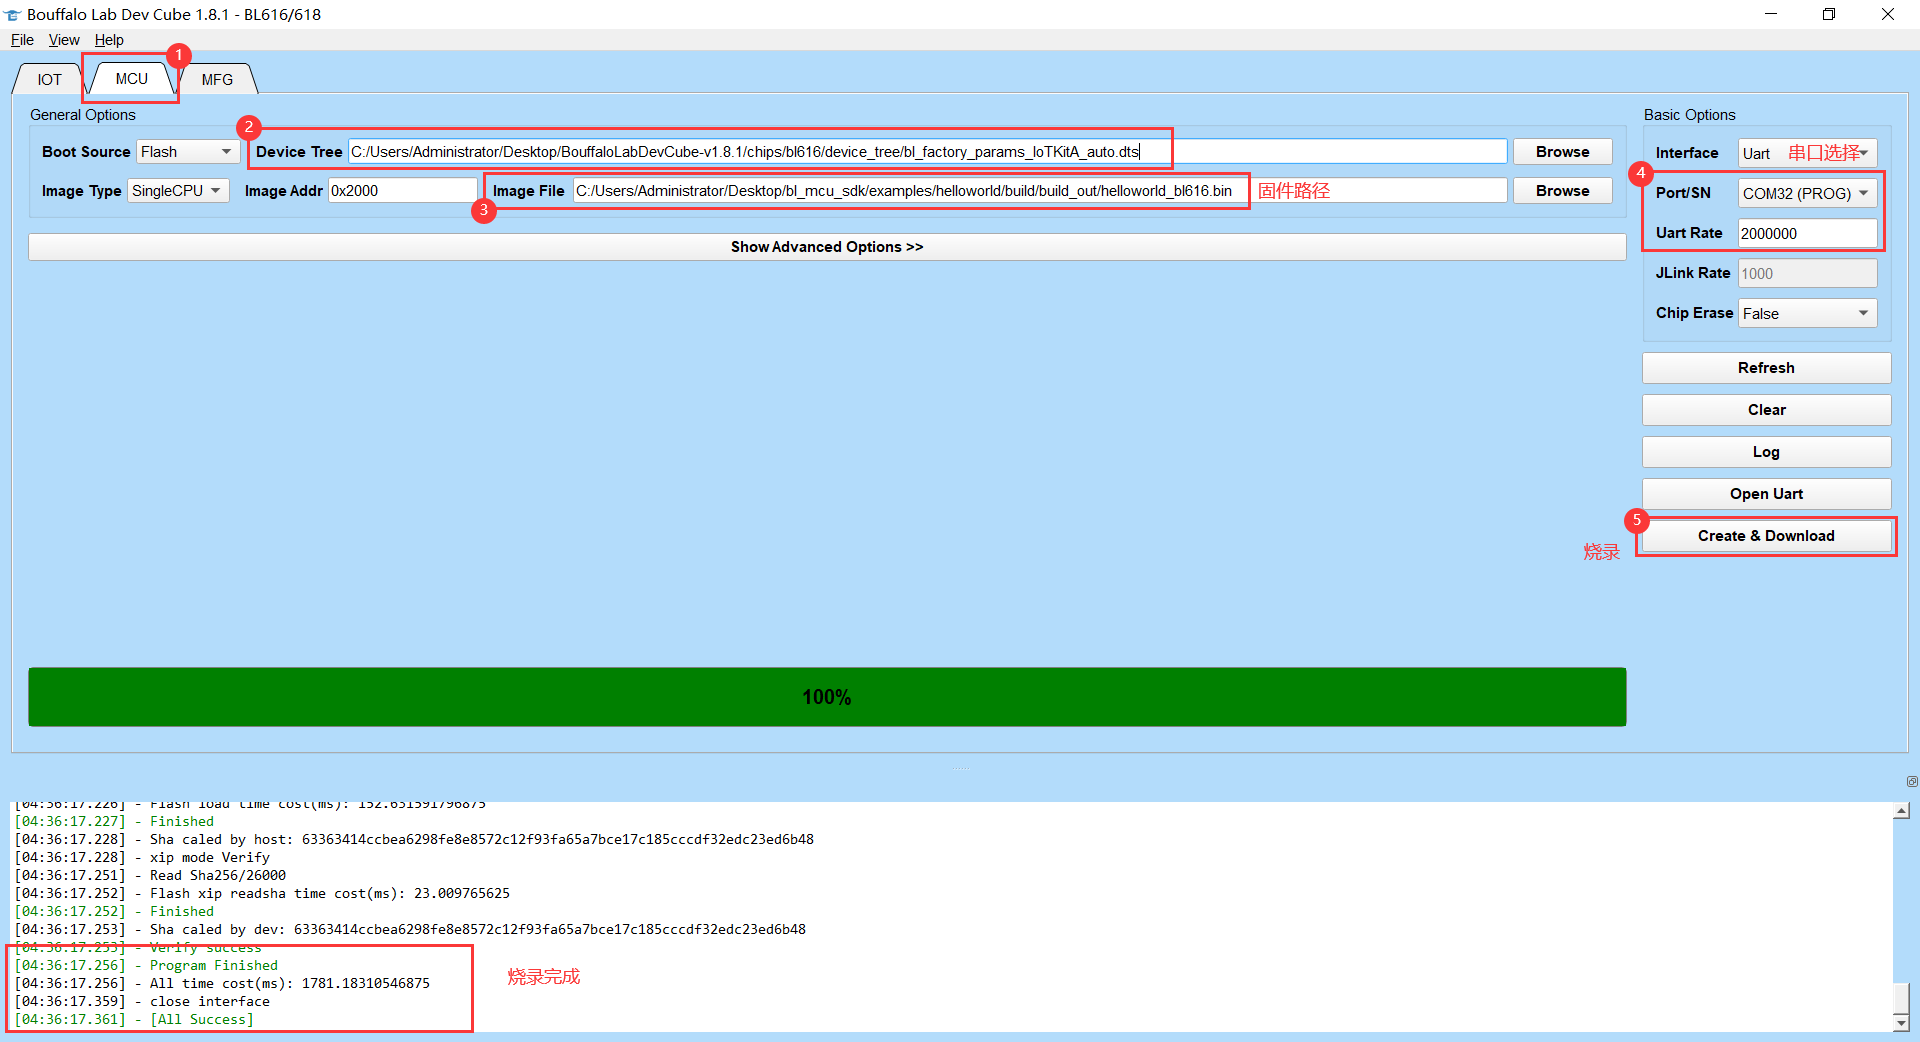 Bouffalo Lab Dev Cube 1.8.1 - BL616/618
File View Help
1
IOT MCU MFG
General Options
Basic Options
2
Boot Source Flash Device Tree C:/Users/Administrator/Desktop/BouffaloLabDevCube-v1.8.1/chips/bl616/device_tree/bl_factory_params_IoTKitA_auto.dts Browse
Interface Uart 串口选择
Image Type SingleCPU Image Addr 0x2000 Image File C:/Users/Administrator/Desktop/bl_mcu_sdk/examples/helloworld/build/build_out/helloworld_bl616.bin 固件路径 Browse
3
4
Port/SN COM32 (PROG)
Uart Rate 2000000
Show Advanced Options >>
JLink Rate 1000
Chip Erase False
Refresh
Clear
Log
Open Uart
5
Create & Download
烧录
100%
[04:36:17.226] - Flash load time cost(ms): 152.631591796875
[04:36:17.227] - Finished
[04:36:17.228] - Sha caled by host: 63363414ccbea6298fe8e8572c12f93fa65a7bce17c185cccdf32edc23ed6b48
[04:36:17.228] - xip mode Verify
[04:36:17.251] - Read Sha256/26000
[04:36:17.252] - Flash xip readsha time cost(ms): 23.009765625
[04:36:17.252] - Finished
[04:36:17.253] - Sha caled by dev: 63363414ccbea6298fe8e8572c12f93fa65a7bce17c185cccdf32edc23ed6b48
[04:36:17.253] - Verify success
[04:36:17.256] - Program Finished
[04:36:17.256] - All time cost(ms): 1781.18310546875
烧录完成
[04:36:17.359] - close interface
[04:36:17.361] - [All Success]